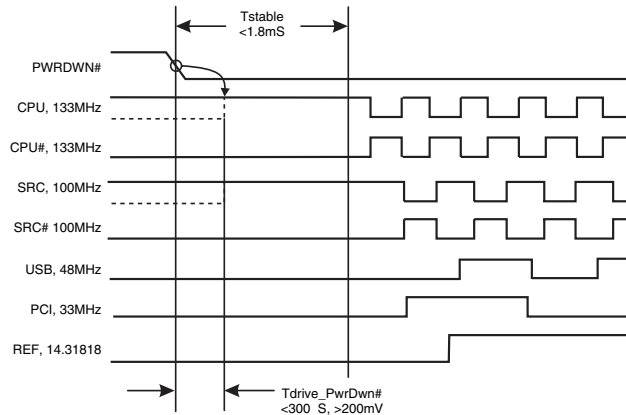 Tstable
<1.8mS
PWRDWN#
CPU, 133MHz
CPU#, 133MHz
SRC, 100MHz
SRC# 100MHz
USB, 48MHz
PCI, 33MHz
REF, 14.31818
Tdrive_PwrDwn#
<300 S, >200mV